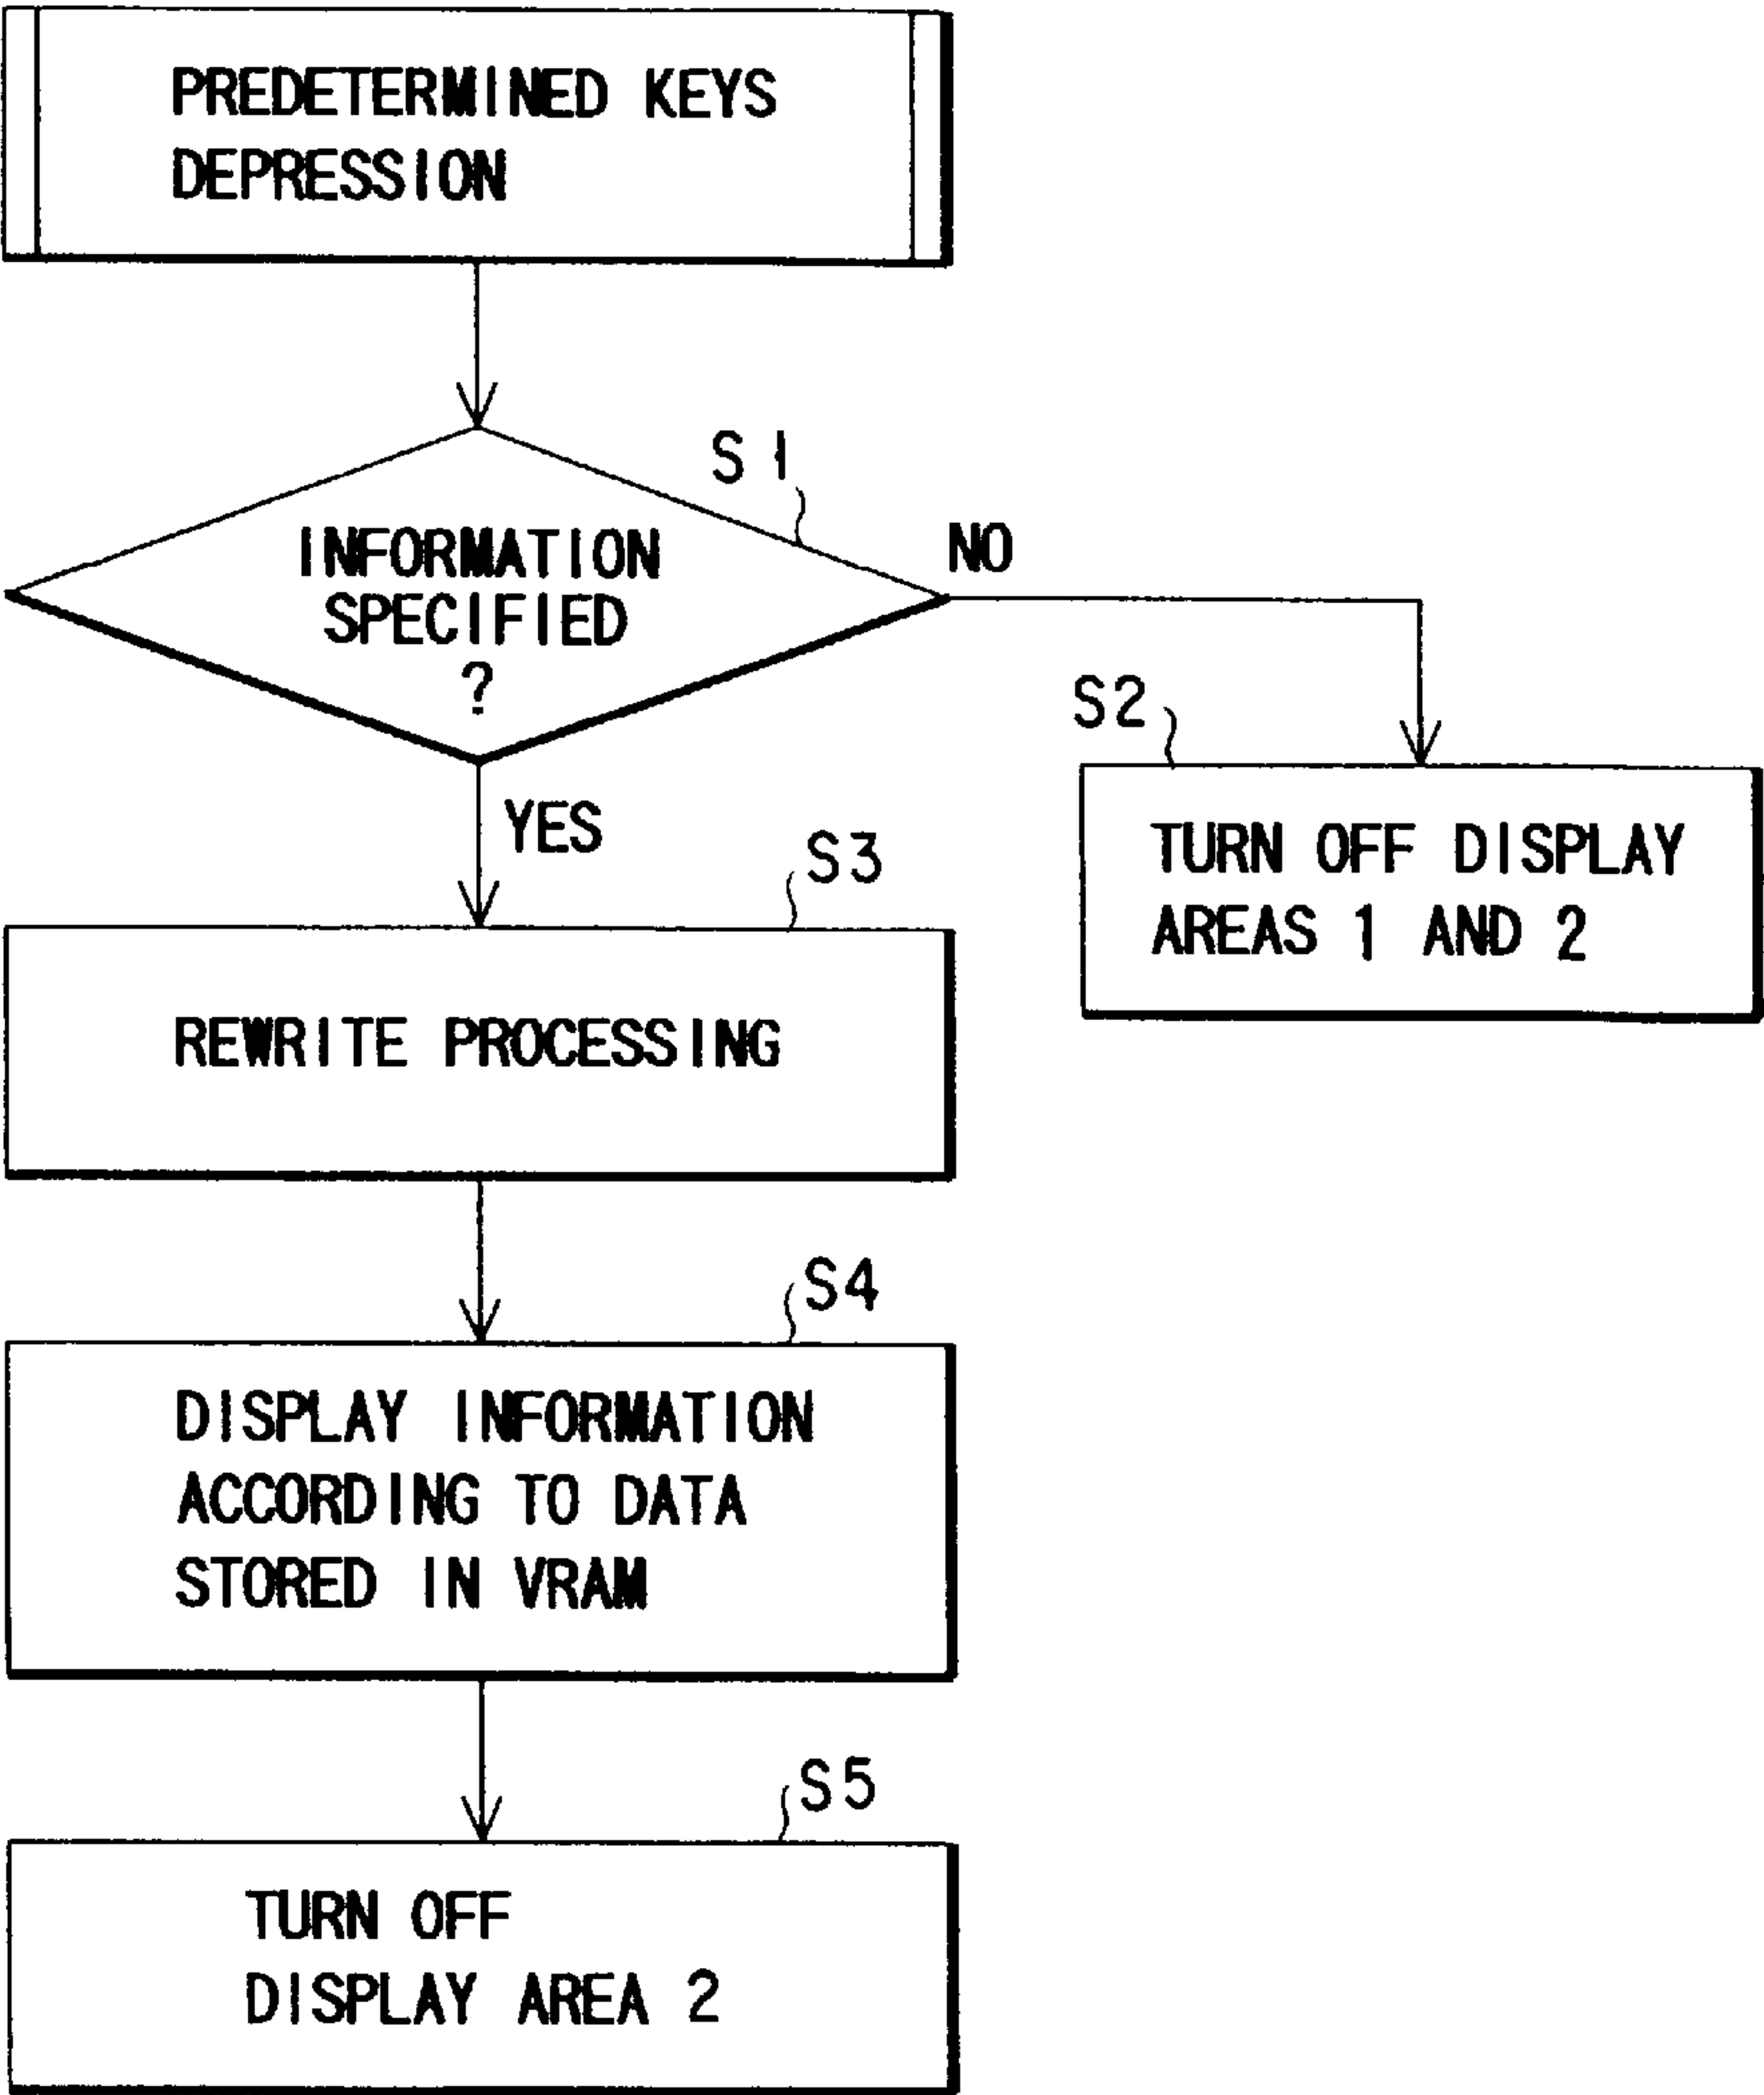 PREDETERMINED KEYS
DEPRESSION
S1
INFORMATION
SPECIFIED
?
NO
S2
TURN OFF DISPLAY
AREAS 1 AND 2
YES
S3
REWRITE PROCESSING
S4
DISPLAY INFORMATION
ACCORDING TO DATA
STORED IN VRAM
S5
TURN OFF
DISPLAY AREA 2